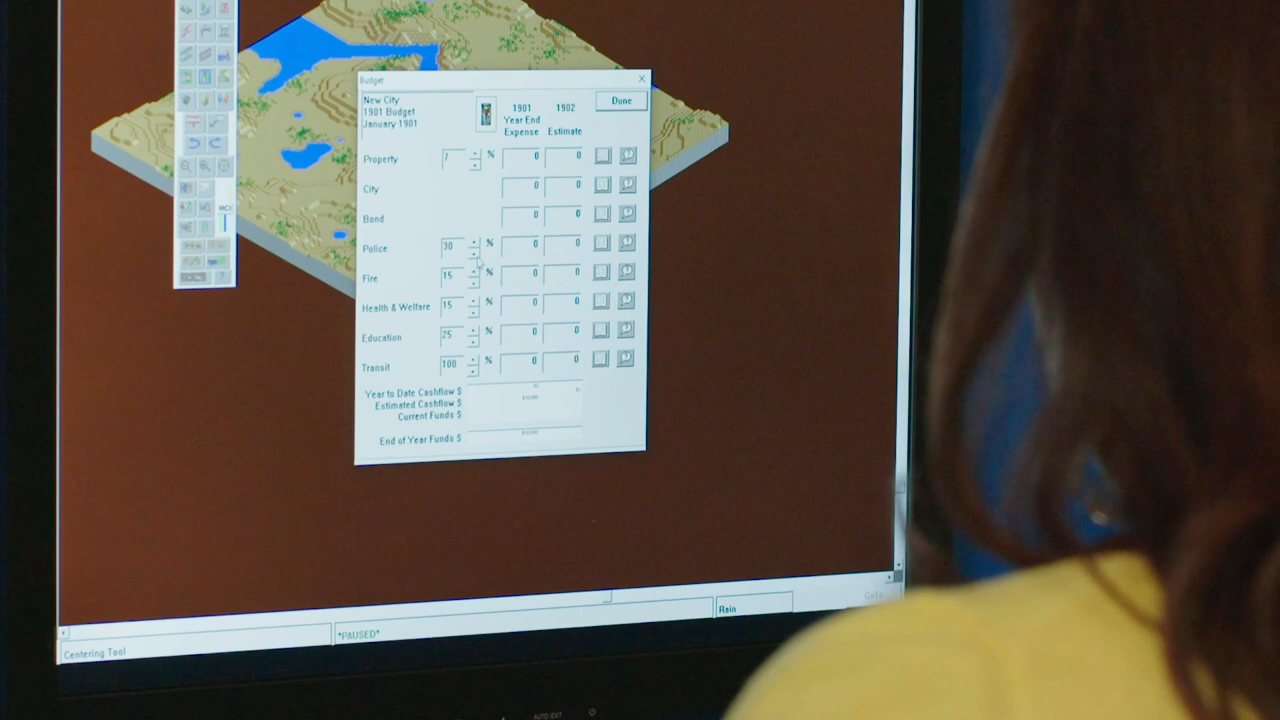 Budget
New City
1901 Budget
January 1901
1901
Year End
Expense
1902
Estimate
Done
Property 7 % 0 0
City 0 0
Bond 0 0
Police 30 % 0 0
Fire 15 % 0 0
Health & Welfare 15 % 0 0
Education 25 % 0 0
Transit 100 % 0 0
Year to Date Cashflow $
Estimated Cashflow $
Current Funds $
End of Year Funds $
RCI
Rain
*PAUSED*
Centering Tool
AUTO/EXIT